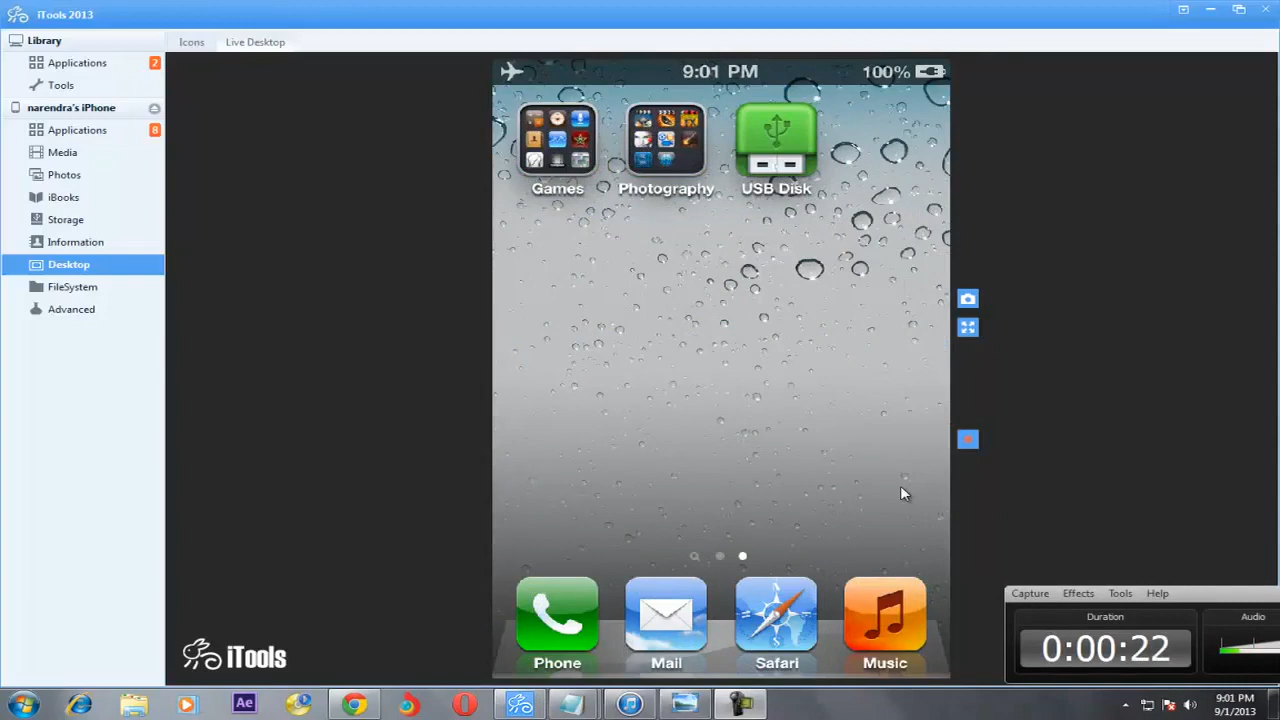 iTools 2013
Library
Applications 2
Tools
narendra's iPhone
Applications 8
Media
Photos
iBooks
Storage
Information
Desktop
FileSystem
Advanced
Icons Live Desktop
9:01 PM 100%
Games Photography USB Disk
Phone Mail Safari Music
iTools
Capture Effects Tools Help
Duration Audio
0:00:22
Ae
9:01 PM
9/1/2013